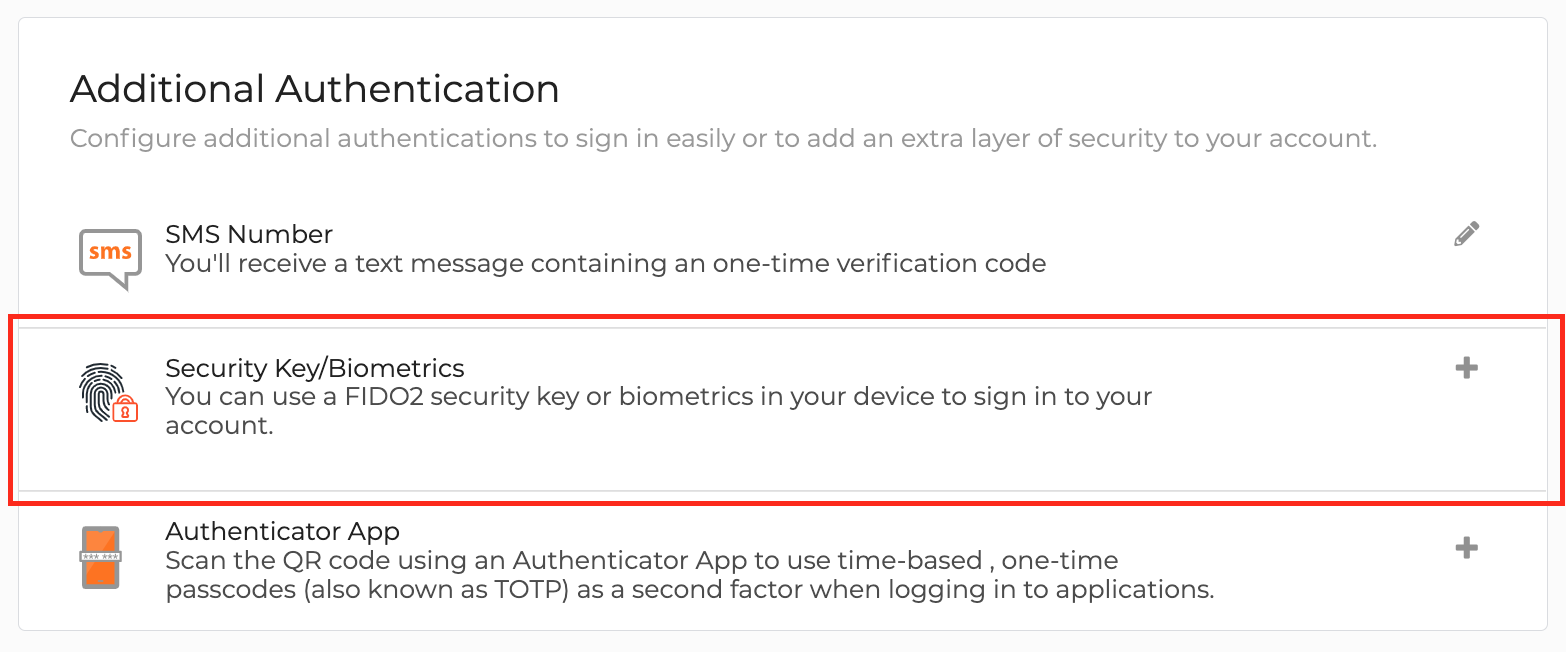 Additional Authentication
Configure additional authentications to sign in easily or to add an extra layer of security to your account.
sms
SMS Number
You'll receive a text message containing an one-time verification code
Security Key/Biometrics
You can use a FIDO2 security key or biometrics in your device to sign in to your
account.
*** ***
Authenticator App
Scan the QR code using an Authenticator App to use time-based , one-time
passcodes (also known as TOTP) as a second factor when logging in to applications.